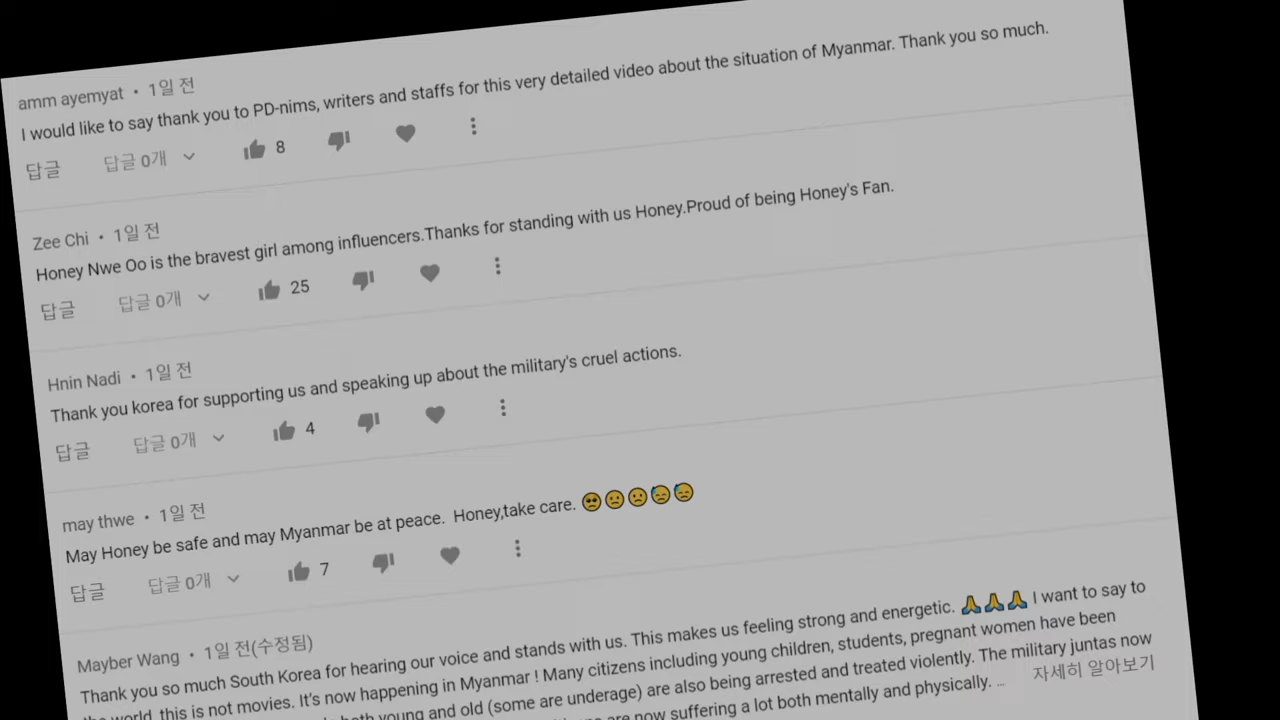 amm ayemyat • 1일 전
I would like to say thank you to PD-nims, writers and staffs for this very detailed video about the situation of Myanmar. Thank you so much.
답글 답글 0개 8
Zee Chi • 1일 전
Honey Nwe Oo is the bravest girl among influencers.Thanks for standing with us Honey.Proud of being Honey's Fan.
답글 답글 0개 25
Hnin Nadi • 1일 전
Thank you korea for supporting us and speaking up about the military's cruel actions.
답글 답글 0개 4
may thwe • 1일 전
May Honey be safe and may Myanmar be at peace. Honey,take care. 🥺🙁🙁😓😓
답글 답글 0개 7
Mayber Wang • 1일 전(수정됨)
Thank you so much South Korea for hearing our voice and stands with us. This makes us feeling strong and energetic. 🙏🙏🙏 I want to say to
the world, this is not movies. It's now happening in Myanmar ! Many citizens including young children, students, pregnant women have been
both young and old (some are underage) are also being arrested and treated violently. The military juntas now
are now suffering a lot both mentally and physically. ...
자세히 알아보기